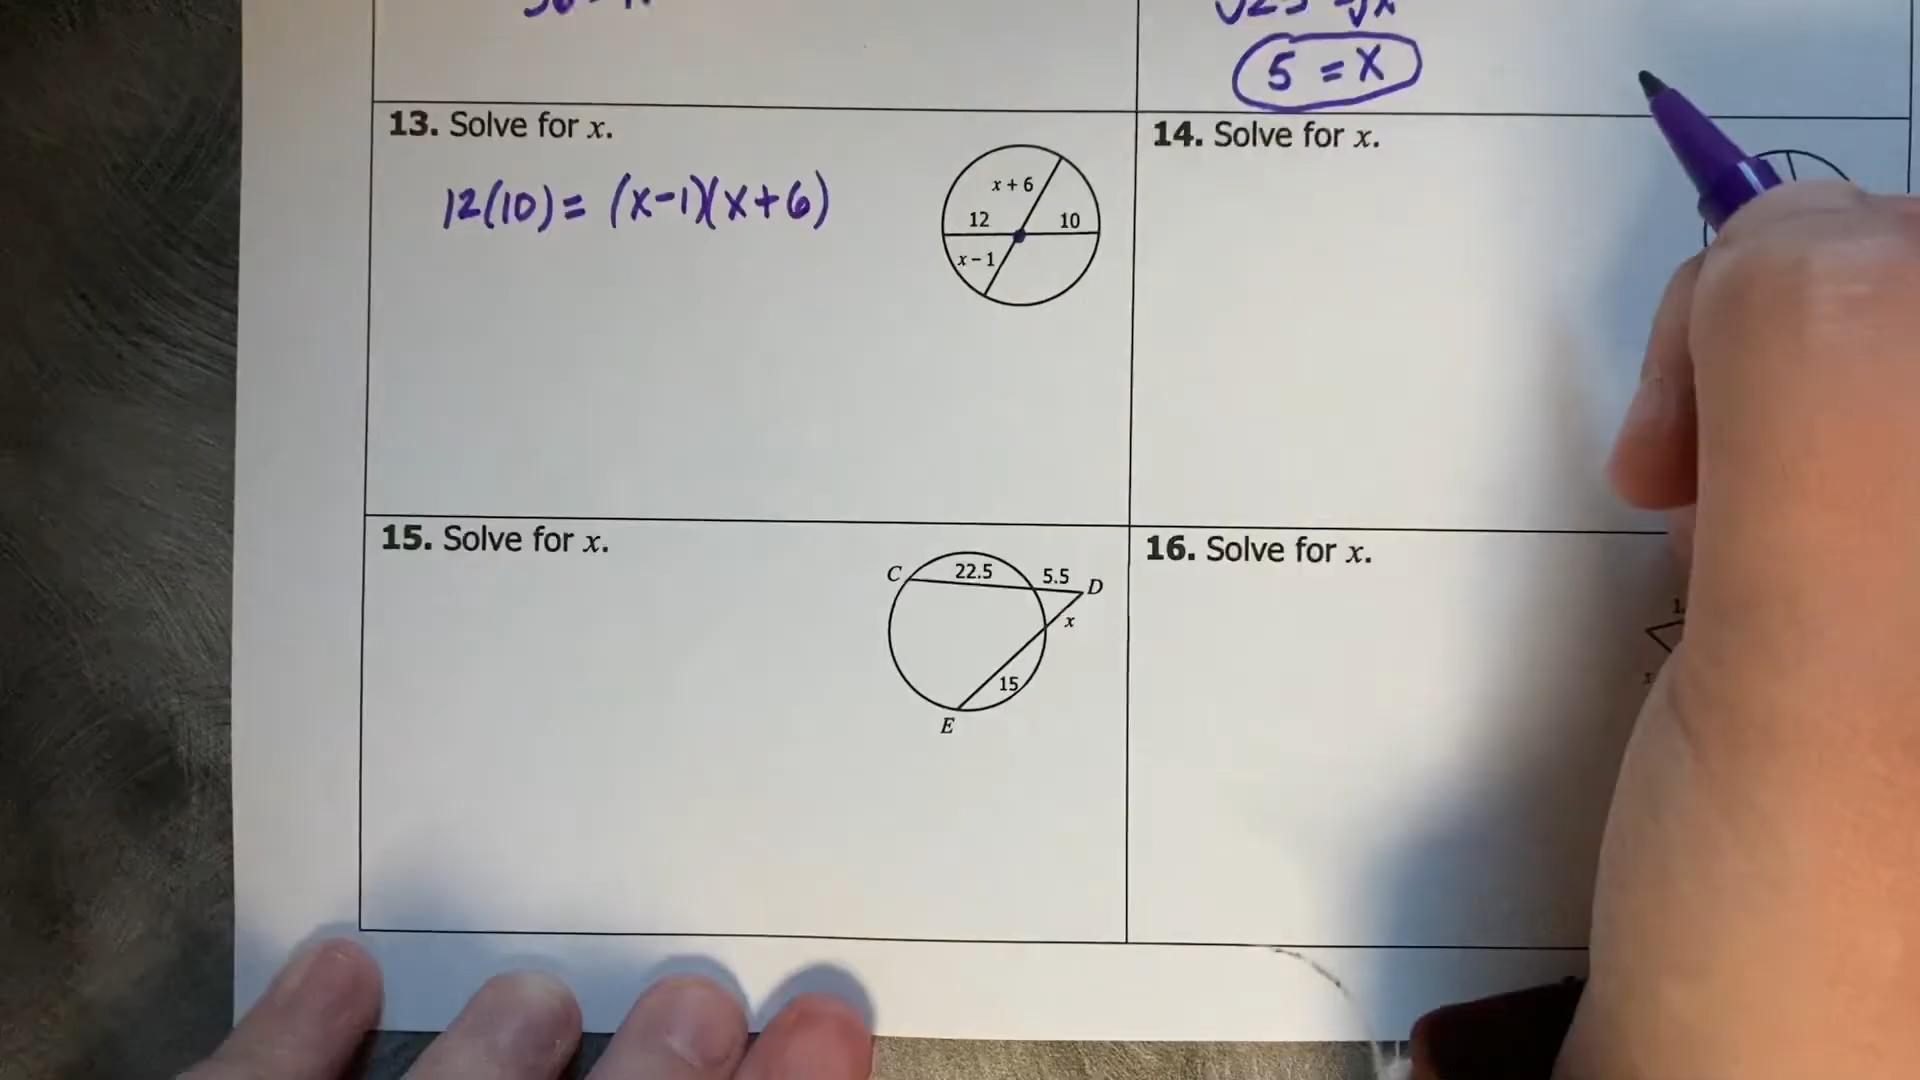 5 = x
13. Solve for x.
12(10) = (x-1)(x+6)
x + 6
12
10
x - 1
14. Solve for x.
15. Solve for x.
C
22.5
5.5
D
x
15
E
16. Solve for x.